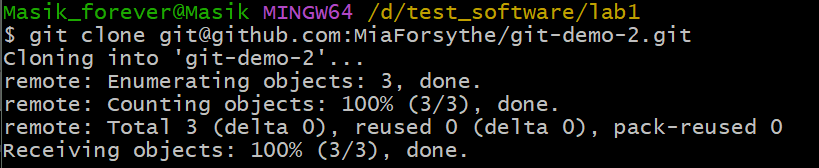 Masik_forever@Masik MINGW64 /d/test_software/lab1
$ git clone git@github.com:MiaForsythe/git-demo-2.git
Cloning into 'git-demo-2'...
remote: Enumerating objects: 3, done.
remote: Counting objects: 100% (3/3), done.
remote: Total 3 (delta 0), reused 0 (delta 0), pack-reused 0
Receiving objects: 100% (3/3), done.